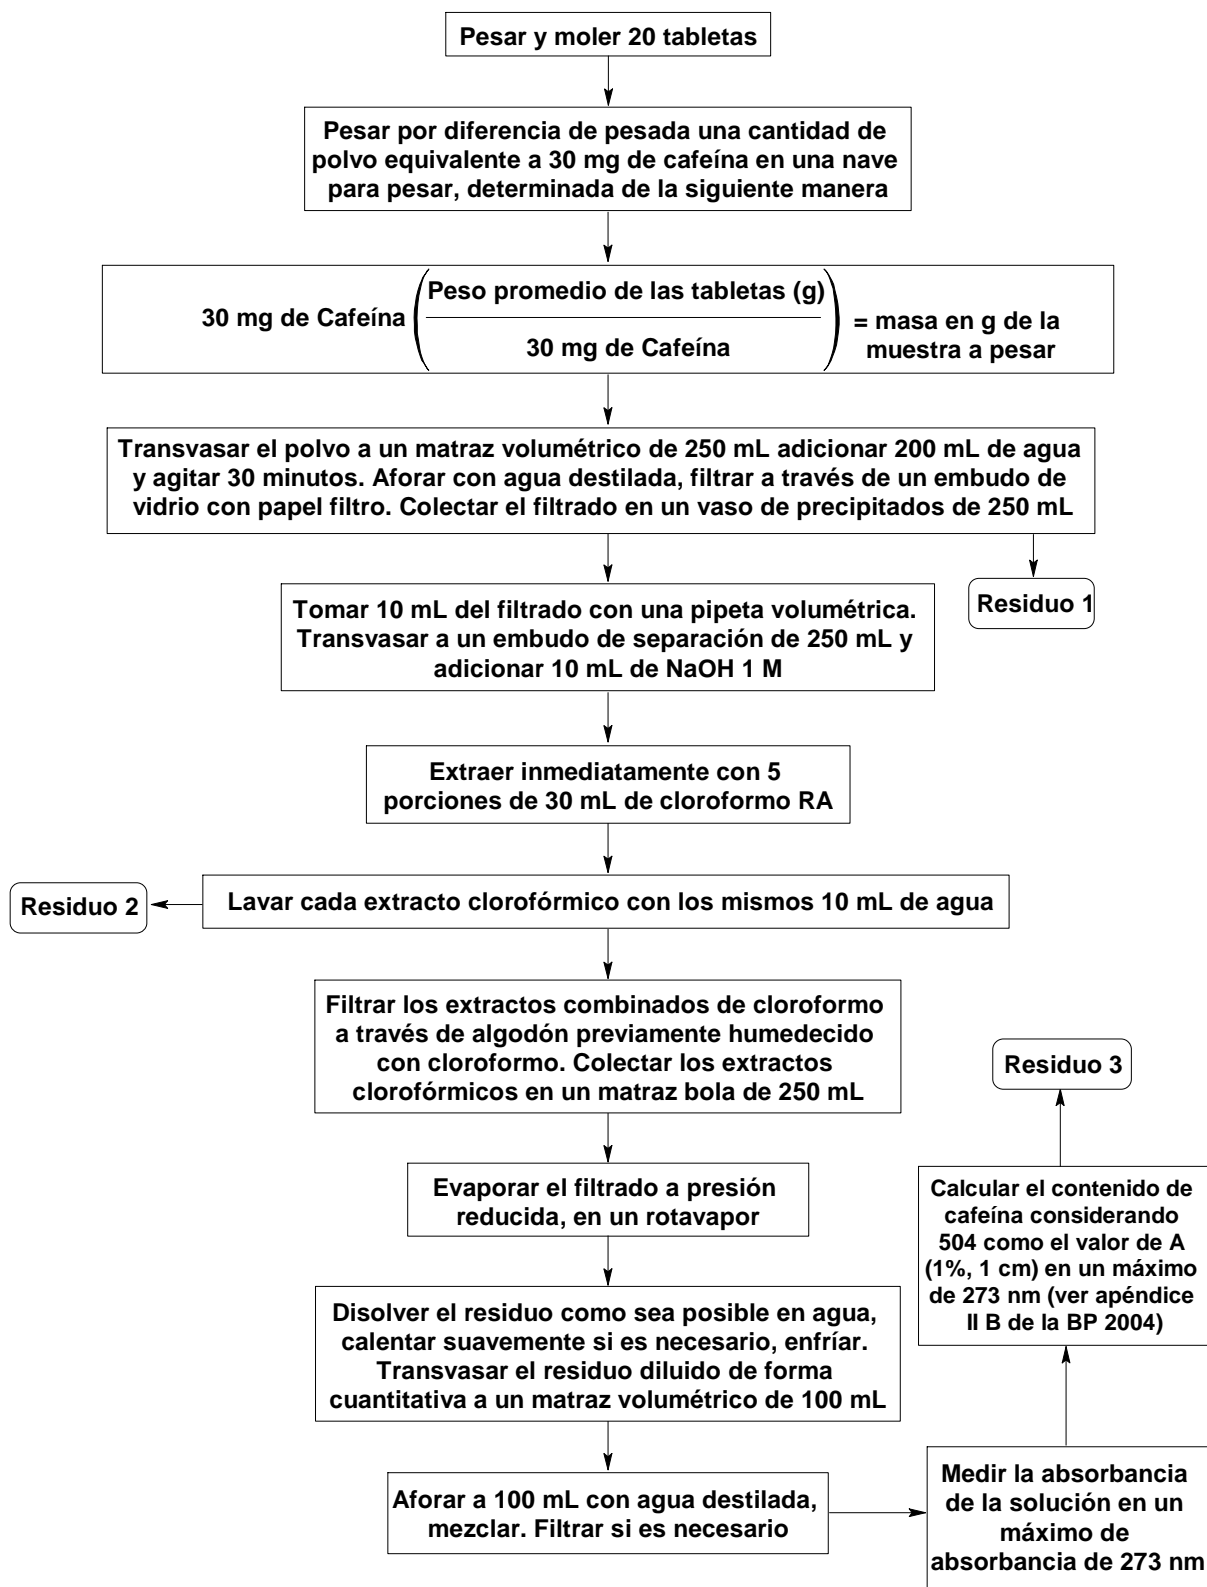 Pesar y moler 20 tabletas
Pesar por diferencia de pesada una cantidad de
polvo equivalente a 30 mg de cafeína en una nave
para pesar, determinada de la siguiente manera
Peso promedio de las tabletas (g)
30 mg de Cafeína
30 mg de Cafeína
= masa en g de la
muestra a pesar
Transvasar el polvo a un matraz volumétrico de 250 mL adicionar 200 mL de agua
y agitar 30 minutos. Aforar con agua destilada, filtrar a través de un embudo de
vidrio con papel filtro. Colectar el filtrado en un vaso de precipitados de 250 mL
Residuo 1
Tomar 10 mL del filtrado con una pipeta volumétrica.
Transvasar a un embudo de separación de 250 mL y
adicionar 10 mL de NaOH 1 M
Extraer inmediatamente con 5
porciones de 30 mL de cloroformo RA
Residuo 2
Lavar cada extracto clorofórmico con los mismos 10 mL de agua
Filtrar los extractos combinados de cloroformo
a través de algodón previamente humedecido
con cloroformo. Colectar los extractos
clorofórmicos en un matraz bola de 250 mL
Evaporar el filtrado a presión
reducida, en un rotavapor
Disolver el residuo como sea posible en agua,
calentar suavemente si es necesario, enfríar.
Transvasar el residuo diluido de forma
cuantitativa a un matraz volumétrico de 100 mL
Aforar a 100 mL con agua destilada,
mezclar. Filtrar si es necesario
Medir la absorbancia
de la solución en un
máximo de
absorbancia de 273 nm
Calcular el contenido de
cafeína considerando
504 como el valor de A
(1%, 1 cm) en un máximo
de 273 nm (ver apéndice
II B de la BP 2004)
Residuo 3